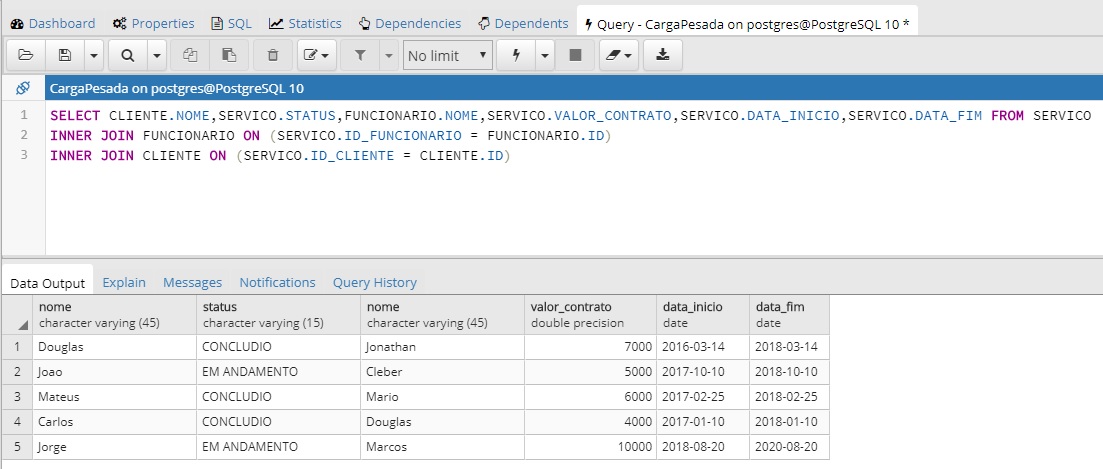 Dashboard Properties SQL Statistics Dependencies Dependents Query - CargaPesada on postgres@PostgreSQL 10 *
No limit
CargaPesada on postgres@PostgreSQL 10
1 SELECT CLIENTE.NOME,SERVICO.STATUS,FUNCIONARIO.NOME,SERVICO.VALOR_CONTRATO,SERVICO.DATA_INICIO,SERVICO.DATA_FIM FROM SERVICO
2 INNER JOIN FUNCIONARIO ON (SERVICO.ID_FUNCIONARIO = FUNCIONARIO.ID)
3 INNER JOIN CLIENTE ON (SERVICO.ID_CLIENTE = CLIENTE.ID)
Data Output Explain Messages Notifications Query History
nome status nome valor_contrato data_inicio data_fim
character varying (45) character varying (15) character varying (45) double precision date date
1 Douglas CONCLUDIO Jonathan 7000 2016-03-14 2018-03-14
2 Joao EM ANDAMENTO Cleber 5000 2017-10-10 2018-10-10
3 Mateus CONCLUDIO Mario 6000 2017-02-25 2018-02-25
4 Carlos CONCLUDIO Douglas 4000 2017-01-10 2018-01-10
5 Jorge EM ANDAMENTO Marcos 10000 2018-08-20 2020-08-20